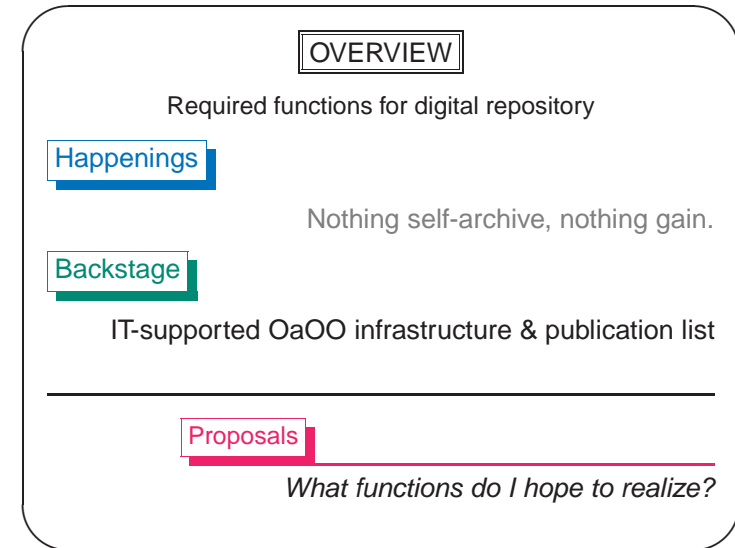 OVERVIEW
Required functions for digital repository
Happenings
Nothing self-archive, nothing gain.
Backstage
IT-supported OaOO infrastructure & publication list
Proposals
What functions do I hope to realize?